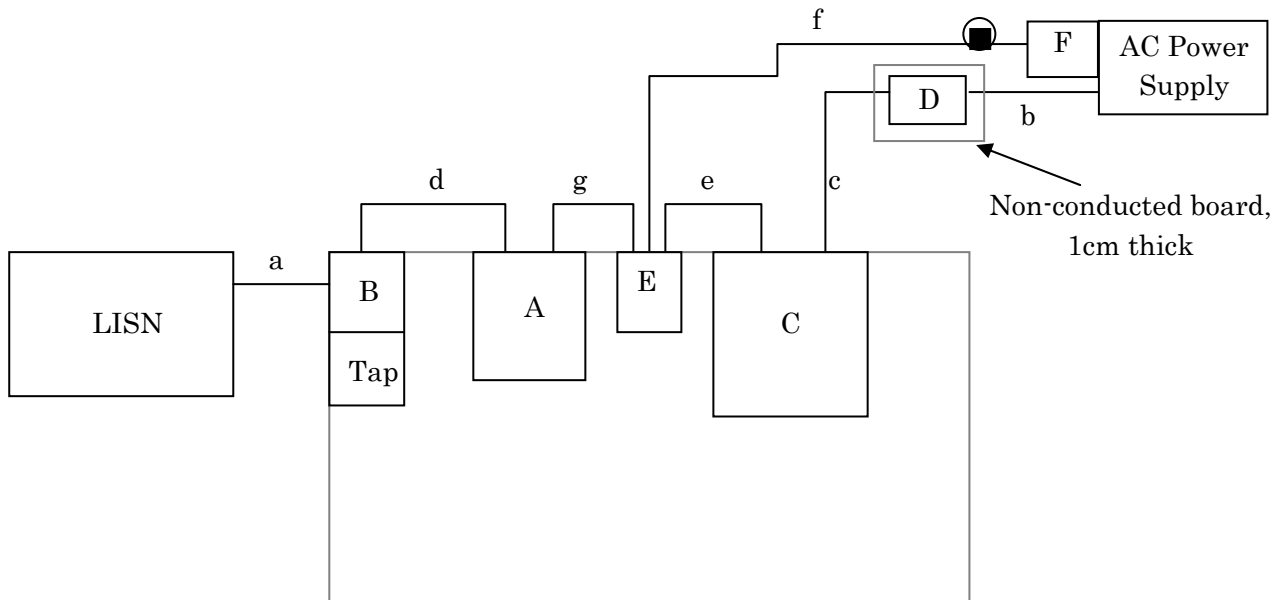 f
F
AC Power
Supply
D
b
d
g
e
c
Non-conducted board,
1cm thick
a
B
E
LISN
A
C
Tap